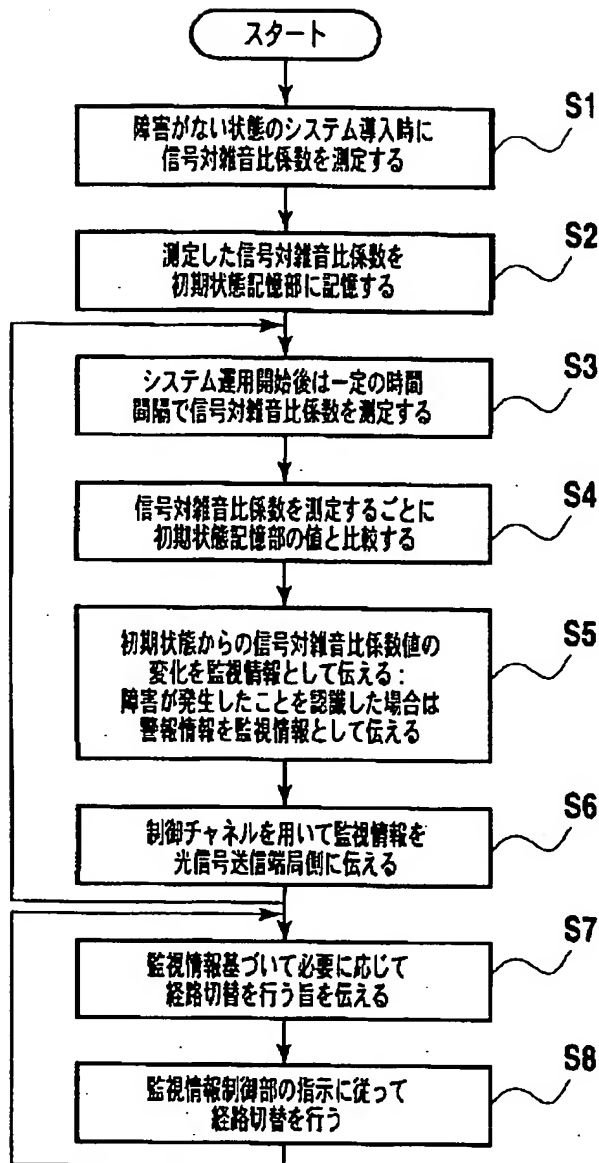 スタート
S1
障害がない状態のシステム導入時に
信号対雑音比係数を測定する
S2
測定した信号対雑音比係数を
初期状態記憶部に記憶する
S3
システム運用開始後は一定の時間
間隔で信号対雑音比係数を測定する
S4
信号対雑音比係数を測定するごとに
初期状態記憶部の値と比較する
S5
初期状態からの信号対雑音比係数値の
変化を監視情報として伝える：
障害が発生したことを認識した場合は
警報情報を監視情報として伝える
S6
制御チャネルを用いて監視情報を
光信号送信端局側に伝える
S7
監視情報基づいて必要に応じて
経路切替を行う旨を伝える
S8
監視情報制御部の指示に従って
経路切替を行う